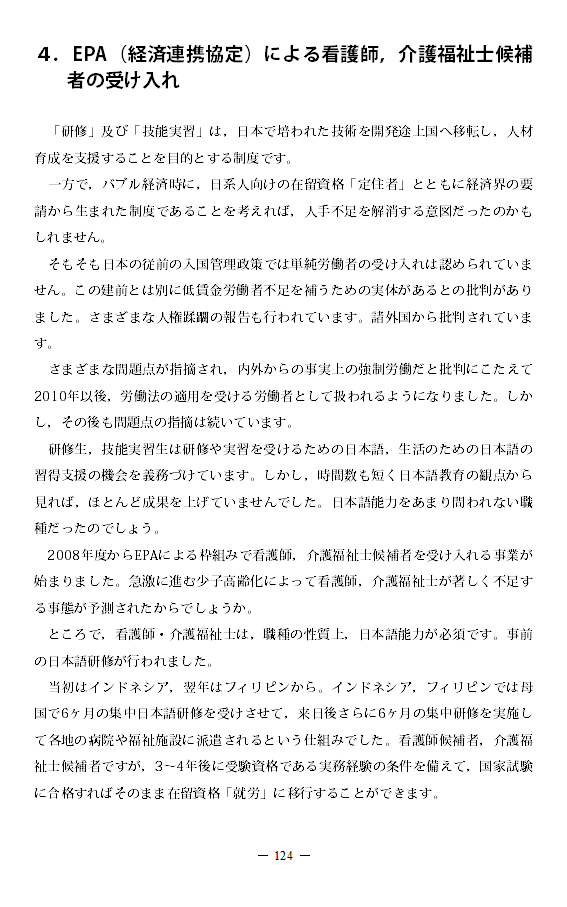 ４．EPA（経済連携協定）による看護師，介護福祉士候補
者の受け入れ
「研修」及び「技能実習」は，日本で培われた技術を開発途上国へ移転し，人材
育成を支援することを目的とする制度です。
一方で，バブル経済時に，日系人向けの在留資格「定住者」とともに経済界の要
請から生まれた制度であることを考えれば，人手不足を解消する意図だったのかも
しれません。
そもそも日本の従前の入国管理政策では単純労働者の受け入れは認められていま
せん。この建前とは別に低賃金労働者不足を補うための実体があるとの批判があり
ました。さまざまな人権蹂躙の報告も行われています。諸外国から批判されていま
す。
さまざまな問題点が指摘され，内外からの事実上の強制労働だと批判にこたえて
2010年以後，労働法の適用を受ける労働者として扱われるようになりました。しか
し，その後も問題点の指摘は続いています。
研修生，技能実習生は研修や実習を受けるための日本語，生活のための日本語の
習得支援の機会を義務づけています。しかし，時間数も短く日本語教育の観点から
見れば，ほとんど成果を上げていませんでした。日本語能力をあまり問われない職
種だったのでしょう。
2008年度からEPAによる枠組みで看護師，介護福祉士候補者を受け入れる事業が
始まりました。急激に進む少子高齢化によって看護師，介護福祉士が著しく不足す
る事態が予測されたからでしょうか。
ところで，看護師・介護福祉士は，職種の性質上，日本語能力が必須です。事前
の日本語研修が行われました。
当初はインドネシア，翌年はフィリピンから。インドネシア，フィリピンでは母
国で6ヶ月の集中日本語研修を受けさせて，来日後さらに6ヶ月の集中研修を実施し
て各地の病院や福祉施設に派遣されるという仕組みでした。看護師候補者，介護福
祉士候補者ですが，3～4年後に受験資格である実務経験の条件を備えて，国家試験
に合格すればそのまま在留資格「就労」に移行することができます。
― 124 ―